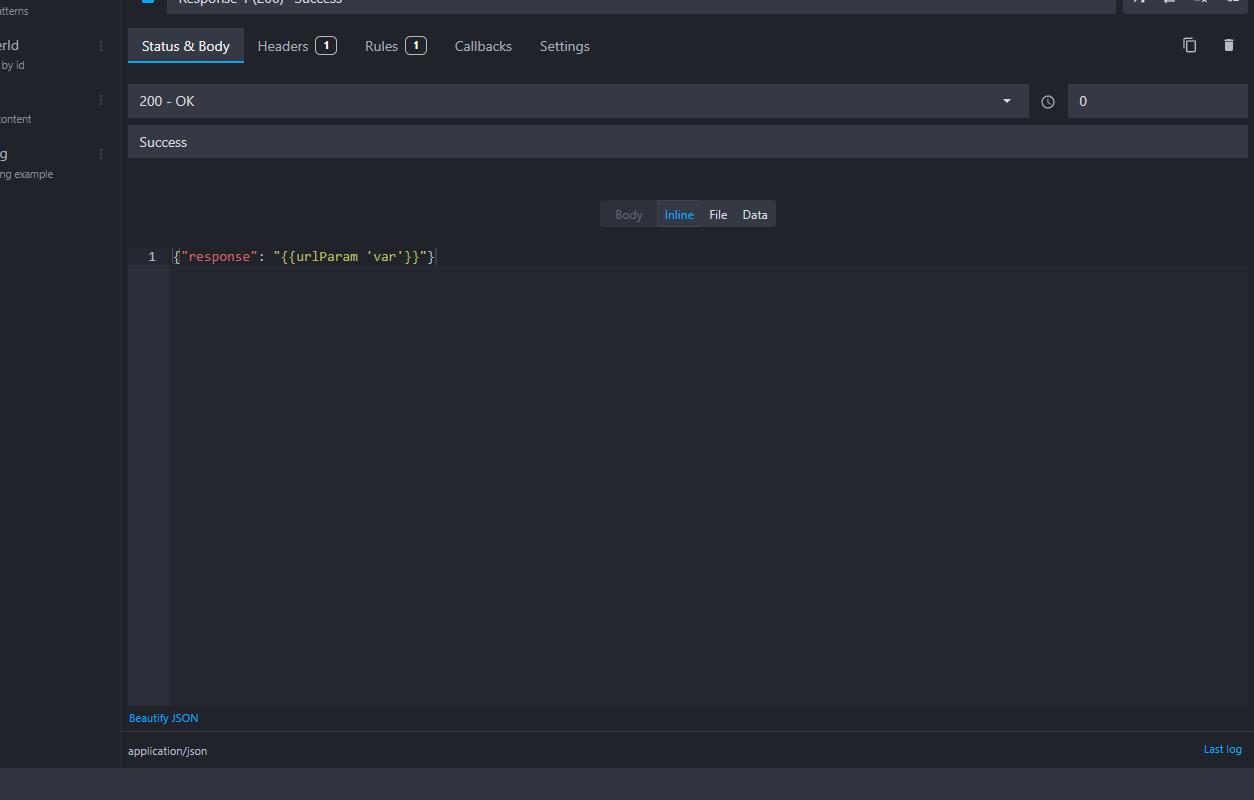 atterns
erId
by id
content
g
ng example
Response 1 (200) Success
Status & Body
Headers 1
Rules 1
Callbacks
Settings
200 - OK
0
Success
Body
Inline
File
Data
1 {"response": "{{urlParam 'var'}}"}
Beautify JSON
application/json
Last log